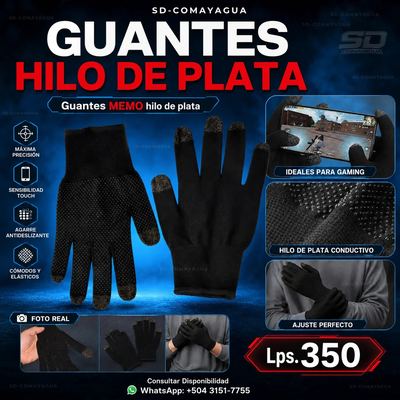 SD-COMAYAGUA
GUANTES
HILO DE PLATA
Guantes MEMO hilo de plata
SD
MÁXIMA
PRECISIÓN
SENSIBILIDAD
TOUCH
AGARRE
ANTIDESLIZANTE
CÓMODOS Y
ELÁSTICOS
IDEALES PARA GAMING
HILO DE PLATA CONDUCTIVO
AJUSTE PERFECTO
FOTO REAL
Lps.350
Consultar Disponibilidad
WhatsApp: +504 3151-7755